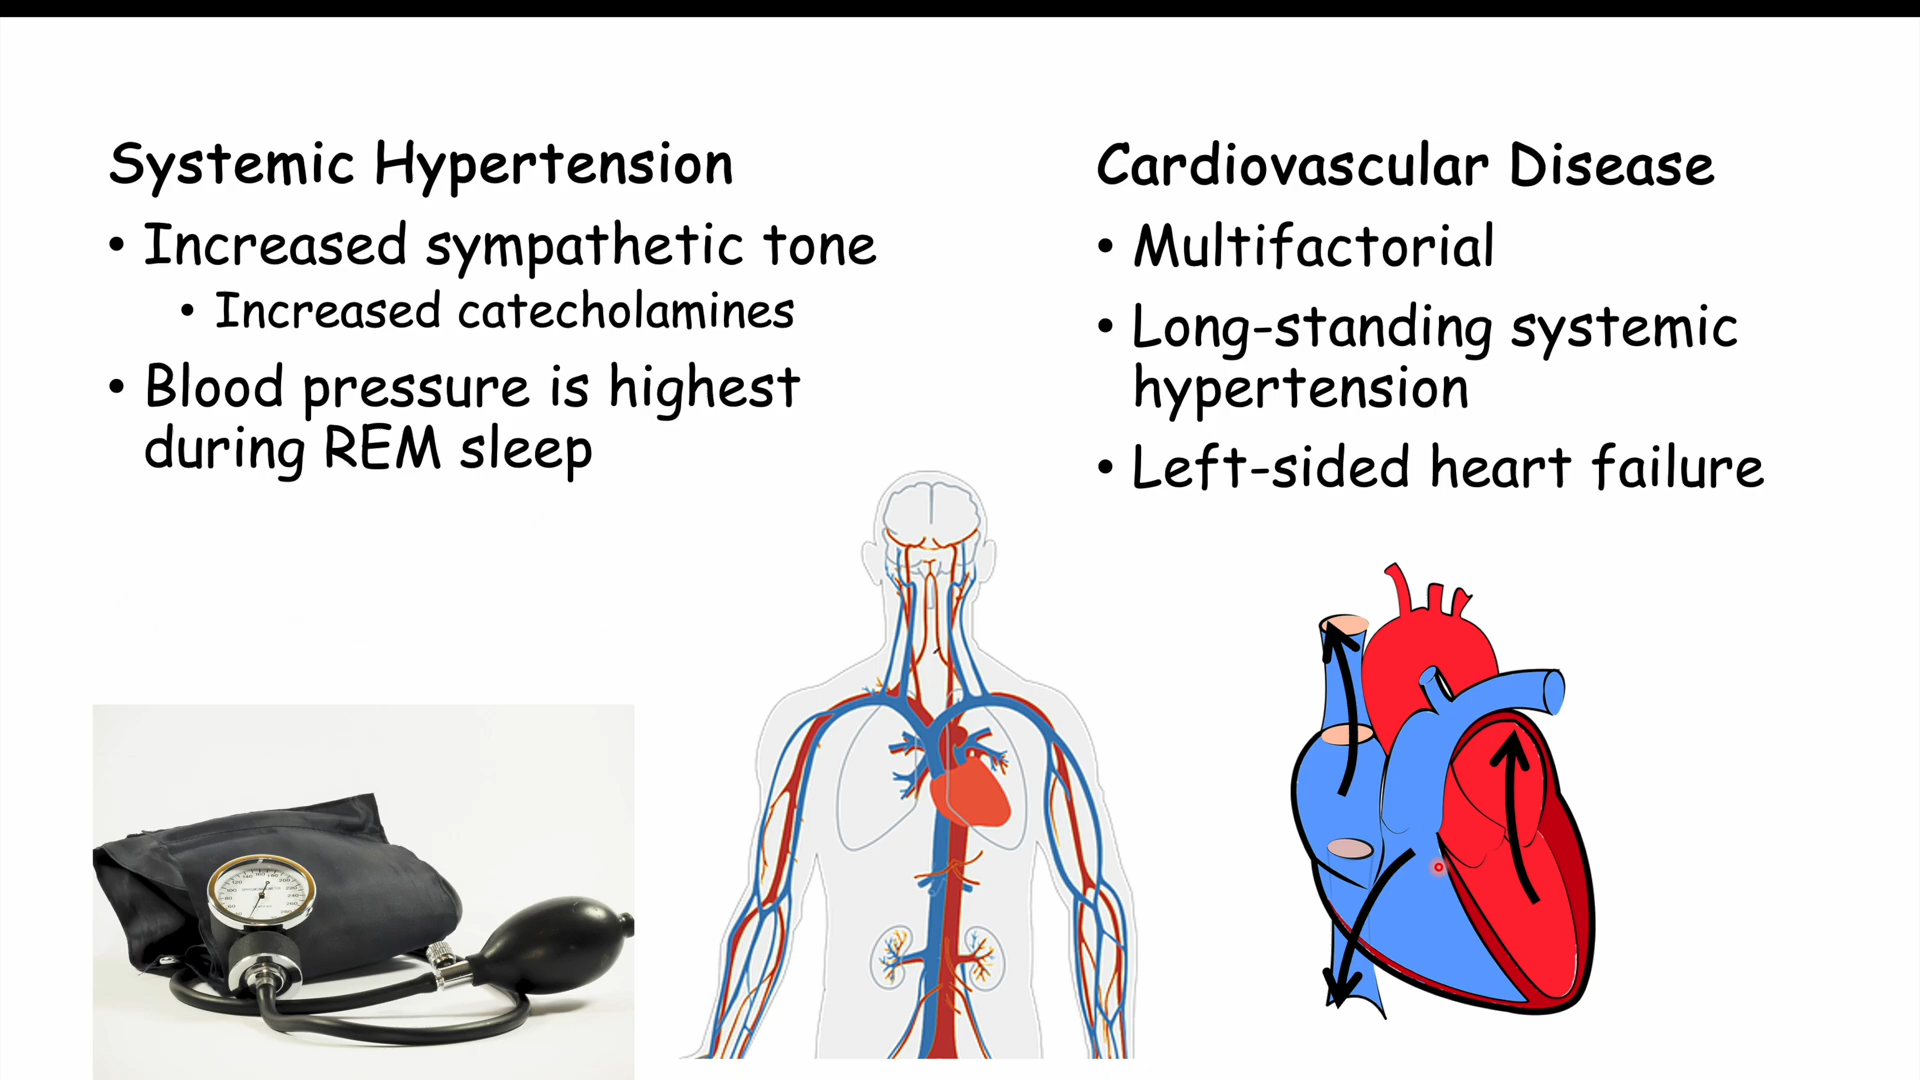 Systemic Hypertension
• Increased sympathetic tone
• Increased catecholamines
• Blood pressure is highest
during REM sleep
Cardiovascular Disease
• Multifactorial
• Long-standing systemic
hypertension
• Left-sided heart failure